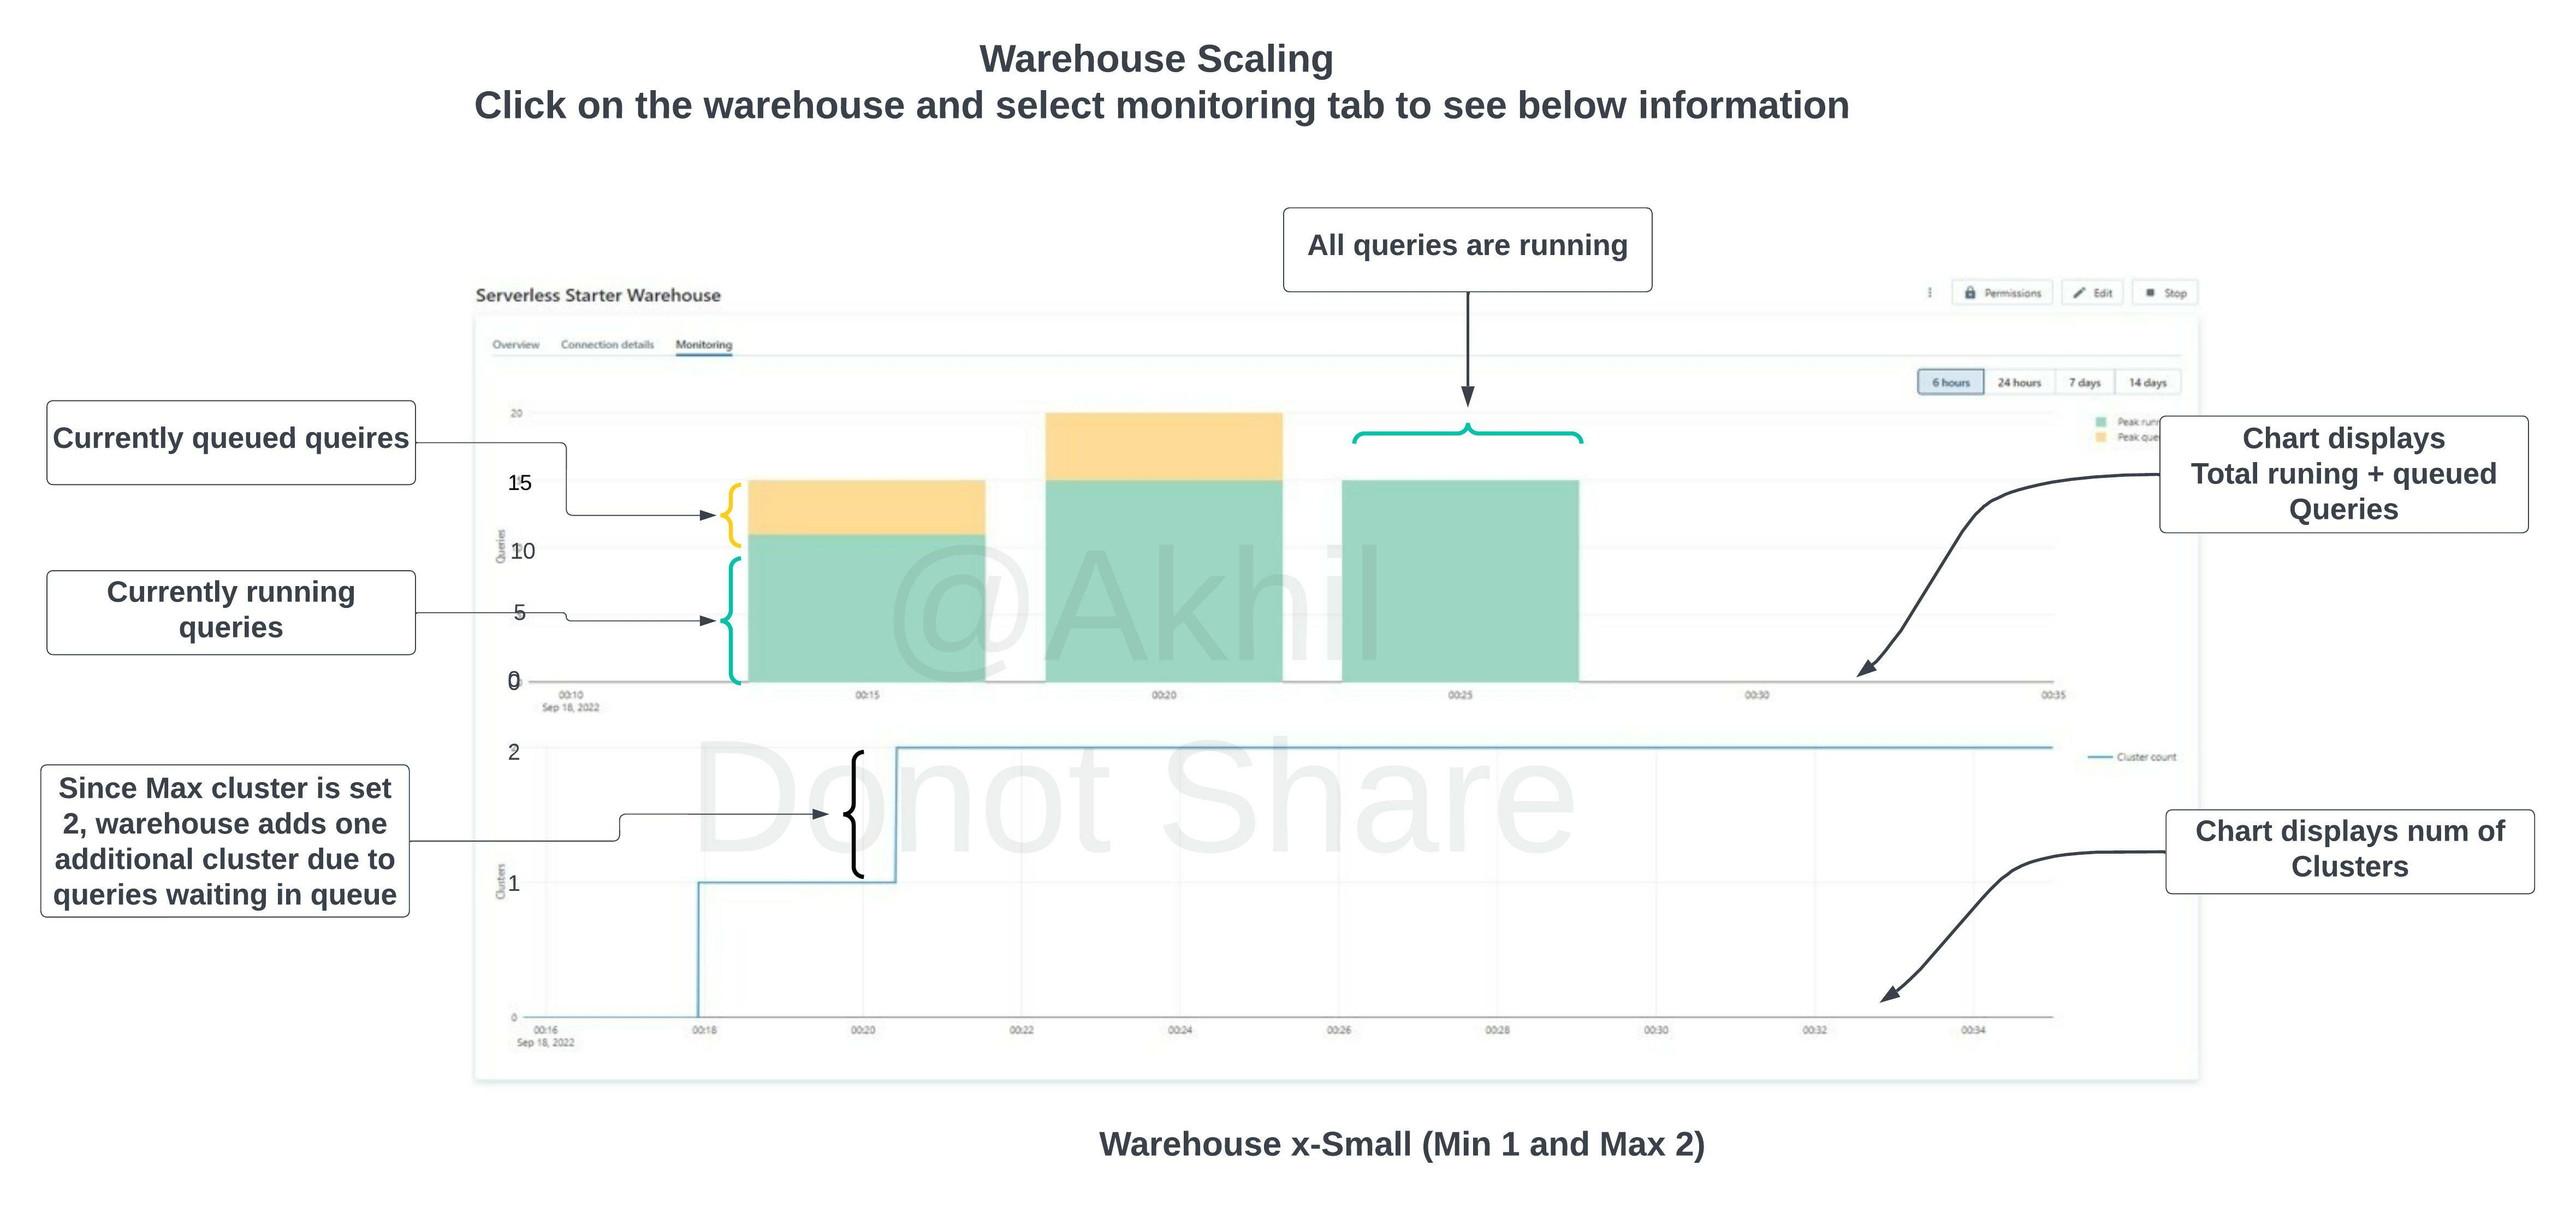 Warehouse Scaling
Click on the warehouse and select monitoring tab to see below information
All queries are running
Serverless Starter Warehouse
Permissions
Edit
Stop
Overview
Connection details
Monitoring
6 hours
24 hours
7 days
14 days
Currently queued queires
Currently running
queries
Since Max cluster is set
2, warehouse adds one
additional cluster due to
queries waiting in queue
20
15
10
5
0
Queries
00:10
Sep 18, 2022
00:15
00:20
00:25
00:30
00:35
Peak
Peak
Chart displays
Total runing + queued
Queries
@Akhil
Donot Share
2
1
0
Clusters
00:16
Sep 18, 2022
00:18
00:20
00:22
00:24
00:26
00:28
00:30
00:32
00:34
Cluster count
Chart displays num of
Clusters
Warehouse x-Small (Min 1 and Max 2)